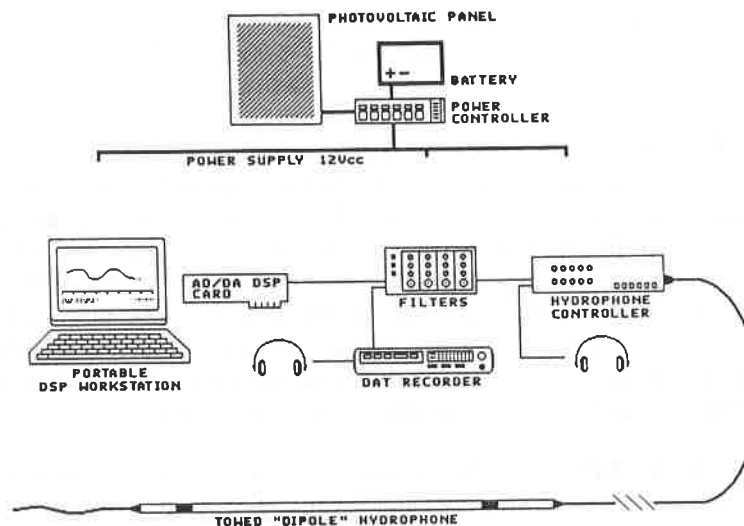 PHOTOVOLTAIC PANEL
BATTERY
POWER
CONTROLLER
POWER SUPPLY 12Vcc
AD/DA DSP
CARD
FILTERS
HYDROPHONE
CONTROLLER
PORTABLE
DSP WORKSTATION
DAT RECORDER
TOWED "DIPOLE" HYDROPHONE